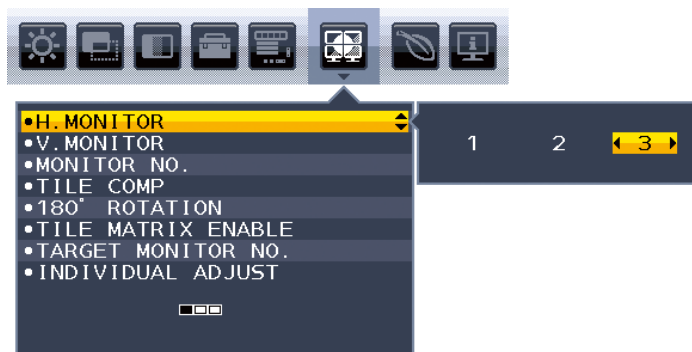 •H.MONITOR
1 2 3
•V.MONITOR
•MONITOR NO.
•TILE COMP
•180° ROTATION
•TILE MATRIX ENABLE
•TARGET MONITOR NO.
•INDIVIDUAL ADJUST